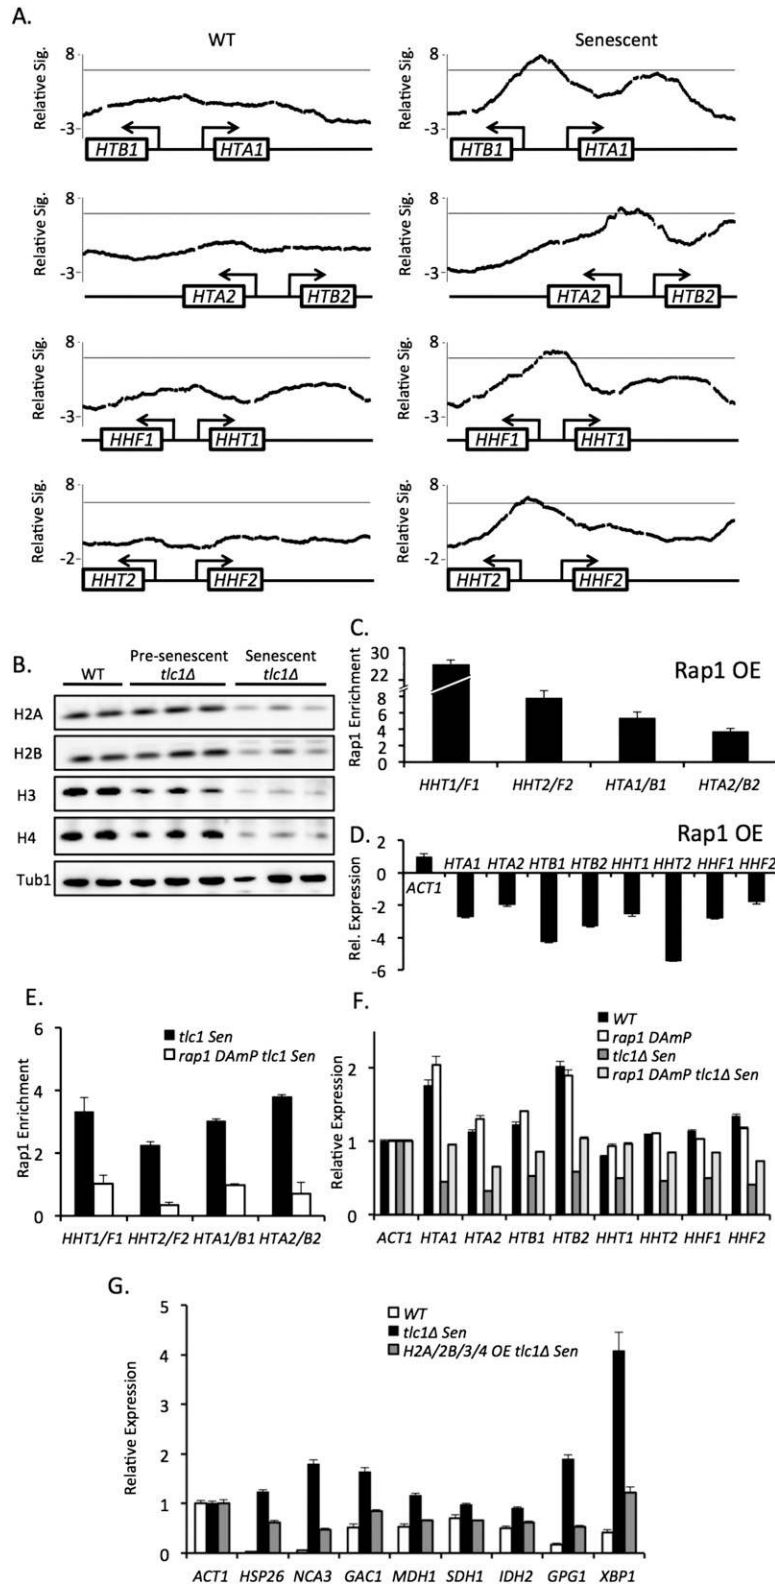 A.
WT
Senescent
Relative Sig.
8
-3
HTB1
HTA1
Relative Sig.
8
-3
HTB1
HTA1
Relative Sig.
8
-3
HTA2
HTB2
Relative Sig.
8
-3
HTA2
HTB2
Relative Sig.
8
-3
HHF1
HHT1
Relative Sig.
8
-3
HHF1
HHT1
Relative Sig.
8
-2
HHT2
HHF2
Relative Sig.
8
-2
HHT2
HHF2
B.
WT
Pre-senescent
tlc1Δ
Senescent
tlc1Δ
H2A
H2B
H3
H4
Tub1
C.
Rap1 OE
Rap1 Enrichment
30
22
8
6
4
2
0
HHT1/F1 HHT2/F2 HTA1/B1 HTA2/B2
D.
Rap1 OE
Rel. Expression
2
0
-2
-4
-6
ACT1 HTA1 HTA2 HTB1 HTB2 HHT1 HHT2 HHF1 HHF2
E.
tlc1 Sen
rap1 DAmP tlc1 Sen
Rap1 Enrichment
6
4
2
0
HHT1/F1 HHT2/F2 HTA1/B1 HTA2/B2
F.
WT
rap1 DAmP
tlc1Δ Sen
rap1 DAmP tlc1Δ Sen
Relative Expression
2
1
0
ACT1 HTA1 HTA2 HTB1 HTB2 HHT1 HHT2 HHF1 HHF2
G.
WT
tlc1Δ Sen
H2A/2B/3/4 OE tlc1Δ Sen
Relative Expression
5
4
3
2
1
0
ACT1 HSP26 NCA3 GAC1 MDH1 SDH1 IDH2 GPG1 XBP1